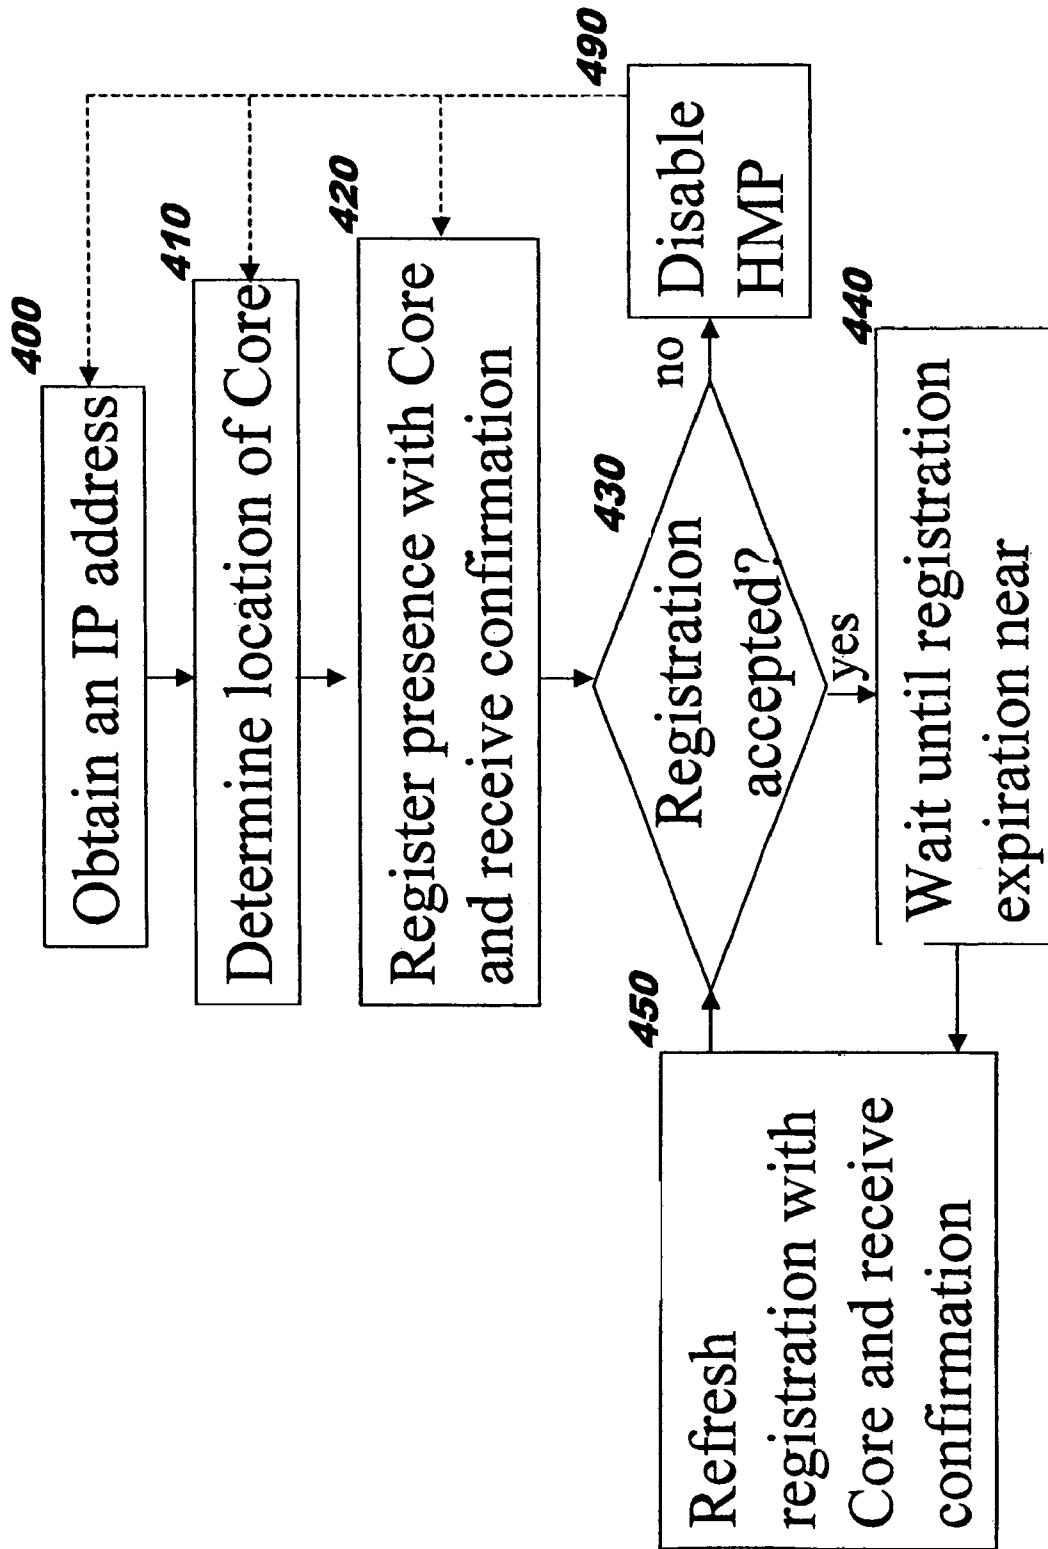 400
Obtain an IP address
410
Determine location of Core
420
Register presence with Core
and receive confirmation
430
Registration
accepted?
no
490
Disable
HMP
yes
440
Wait until registration
expiration near
450
Refresh
registration with
Core and receive
confirmation